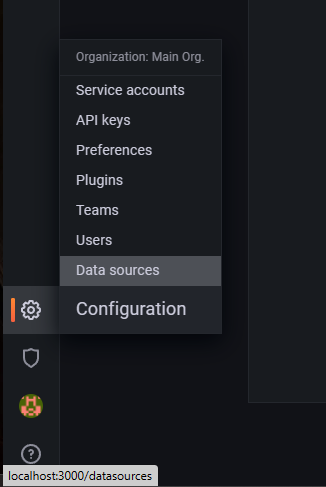 Organization: Main Org.
Service accounts
API keys
Preferences
Plugins
Teams
Users
Data sources
Configuration
localhost:3000/datasources